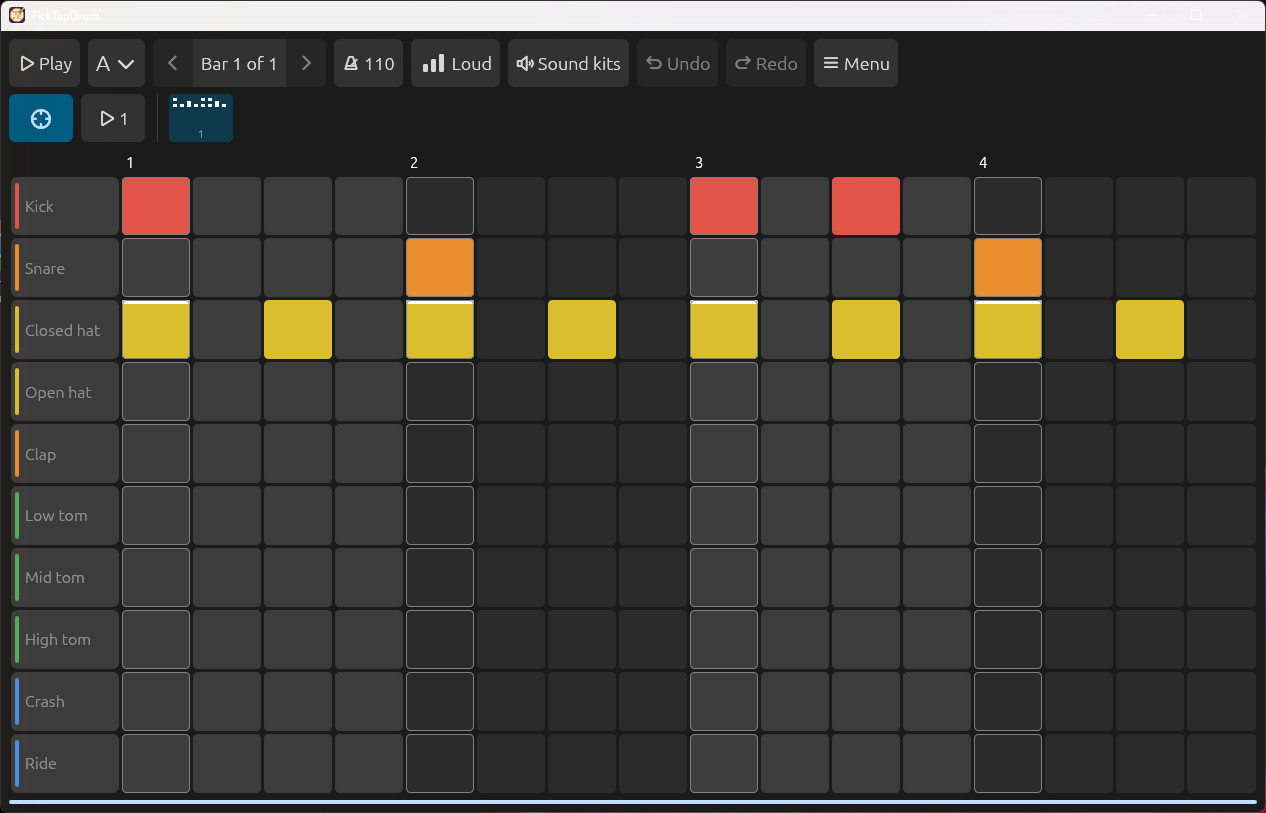 TickTapDrum
Play A Bar 1 of 1 110 Loud Sound kits Undo Redo Menu
1 1
1 2 3 4
Kick
Snare
Closed hat
Open hat
Clap
Low tom
Mid tom
High tom
Crash
Ride